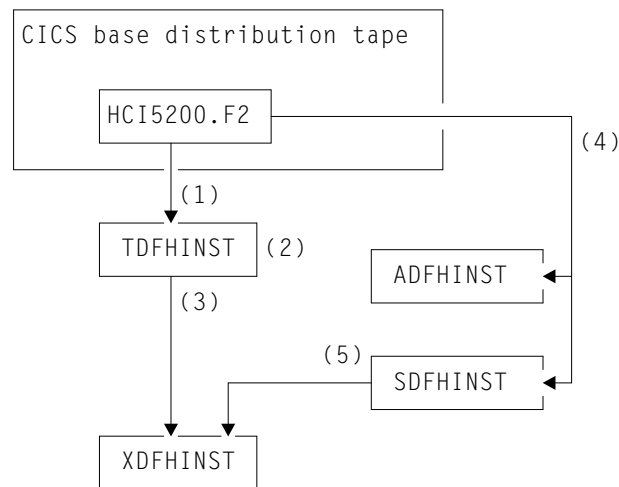 CICS base distribution tape
HCI5200.F2
(4)
(1)
TDFHINST (2)
ADFHINST
(3)
(5)
SDFHINST
XDFHINST